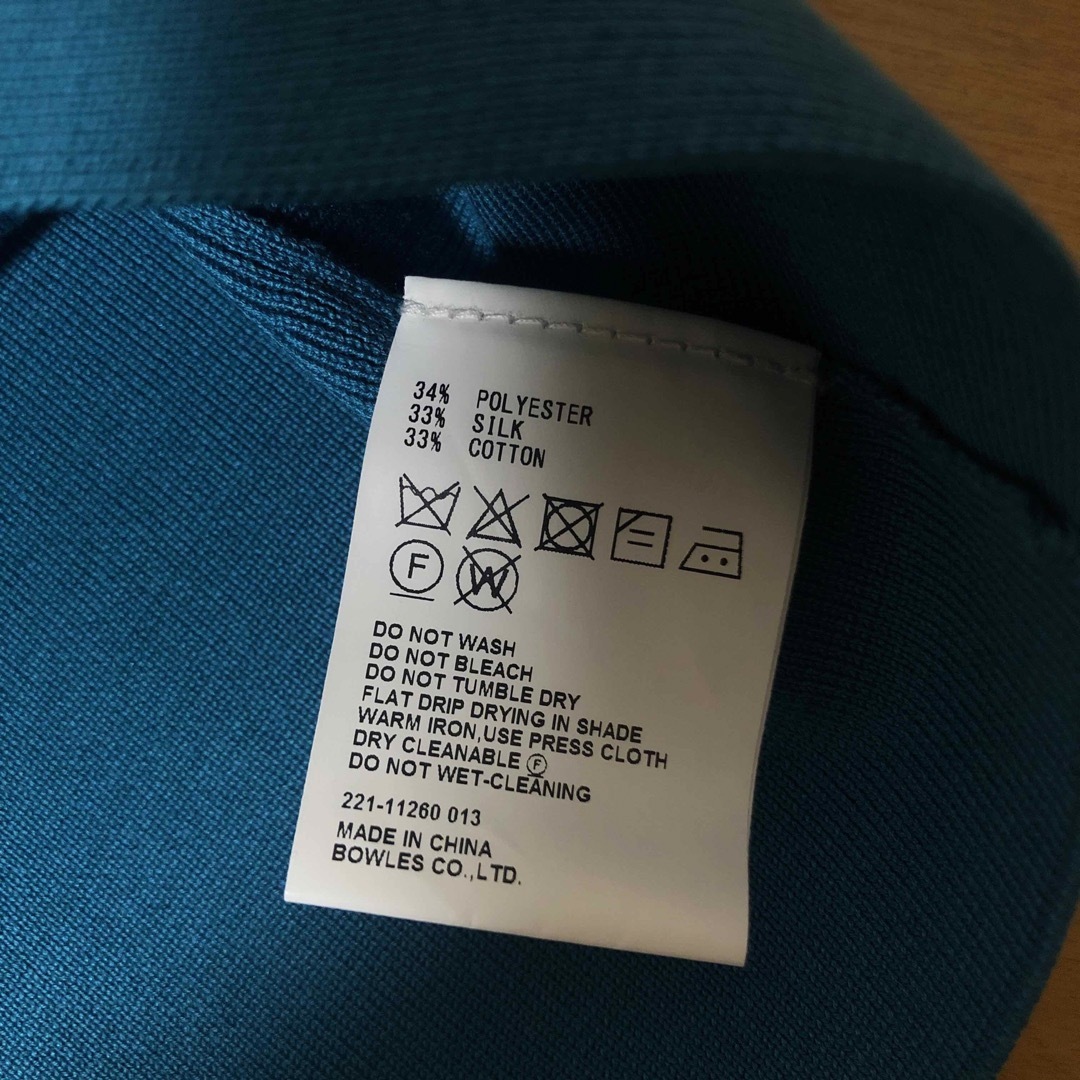 34% POLYESTER
33% SILK
33% COTTON
F W
DO NOT WASH
DO NOT BLEACH
DO NOT TUMBLE DRY
FLAT DRIP DRYING IN SHADE
WARM IRON,USE PRESS CLOTH
DRY CLEANABLE Ⓕ
DO NOT WET-CLEANING
221-11260 013
MADE IN CHINA
BOWLES CO.,LTD.